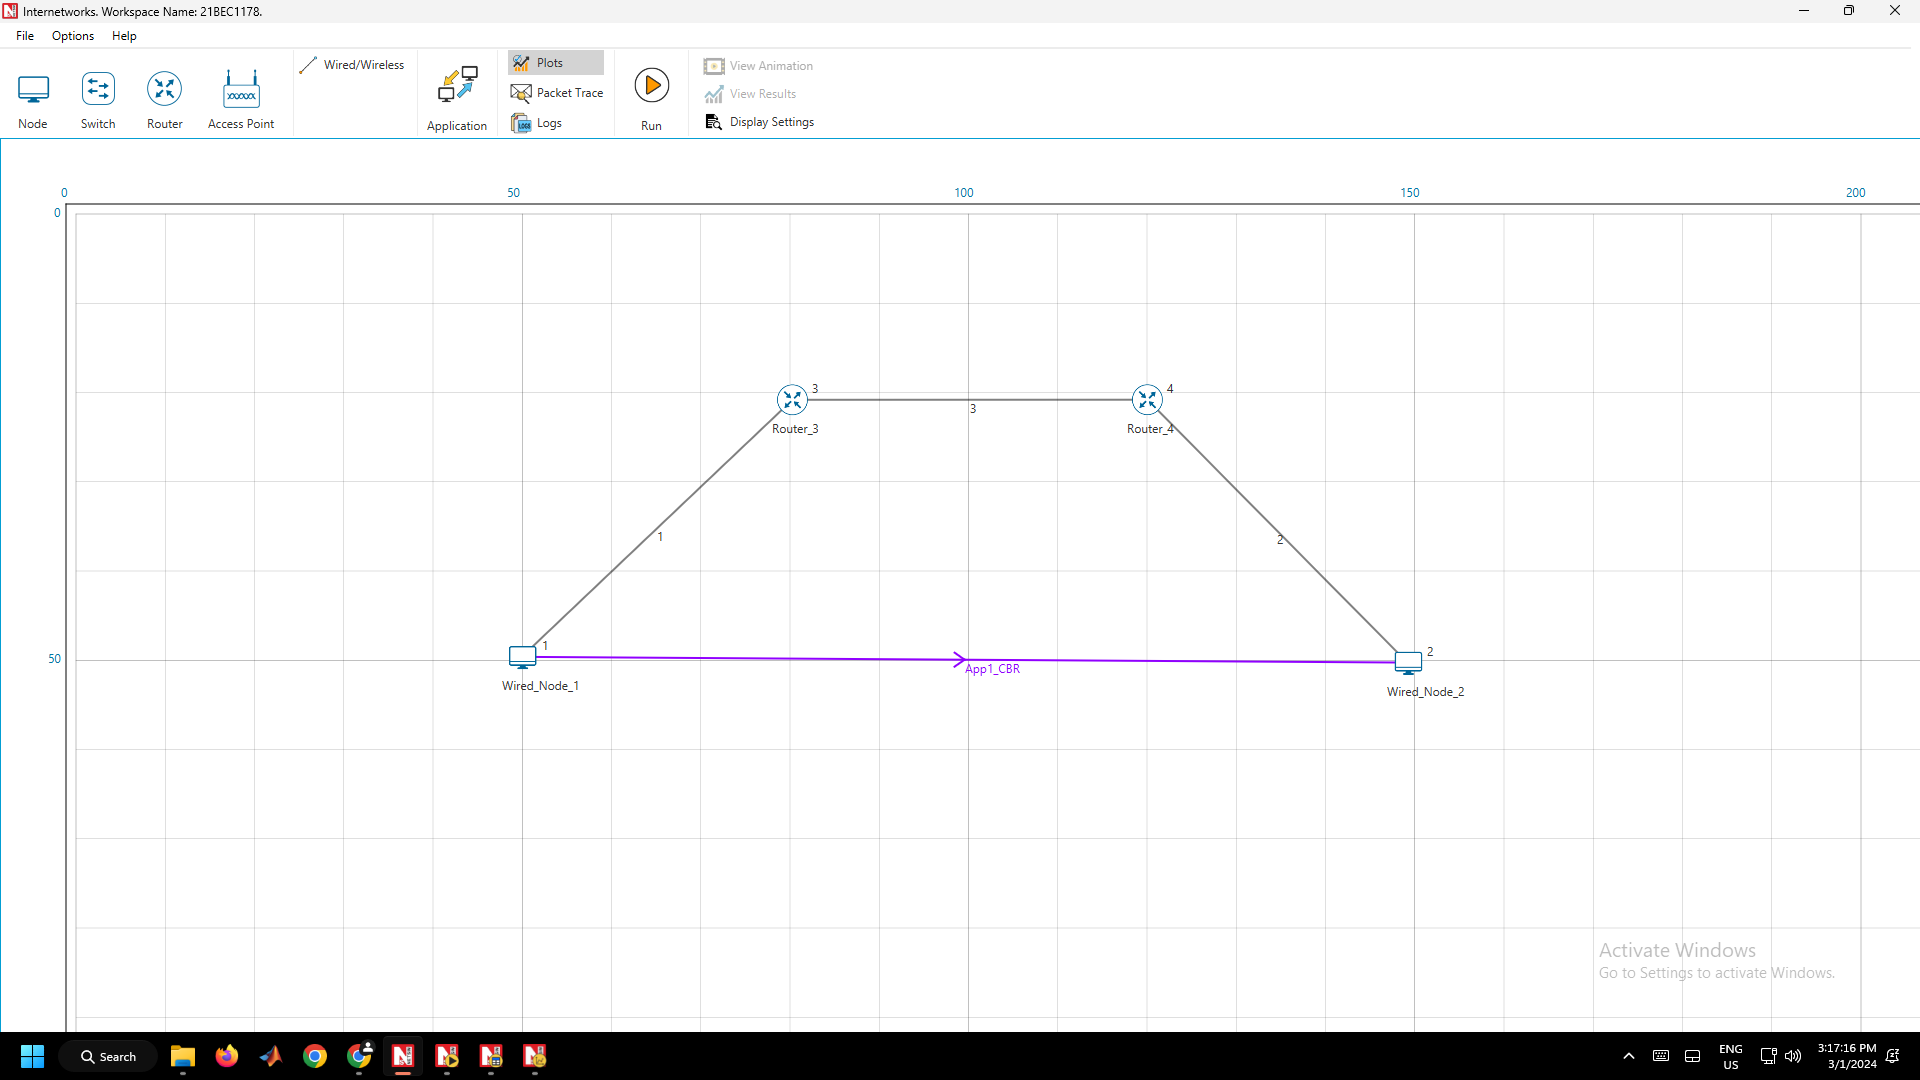 Internetworks. Workspace Name: 21BEC1178.
File Options Help
Wired/Wireless
Plots
Packet Trace
Logs
View Animation
View Results
Display Settings
Node Switch Router Access Point Application Run
0 50 100 150 200
0
3 4
3
Router_3 Router_4
1 2
1 2
50
App1_CBR
Wired_Node_1 Wired_Node_2
Activate Windows
Go to Settings to activate Windows.
Search
ENG
US
3:17:16 PM
3/1/2024